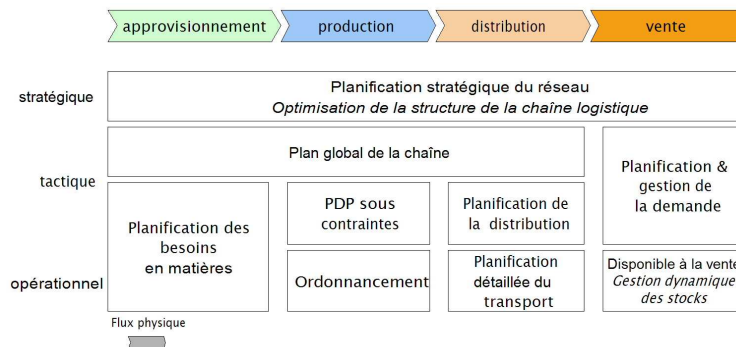 approvisionnement
production
distribution
vente
stratégique
Planification stratégique du réseau
Optimisation de la structure de la chaîne logistique
tactique
Plan global de la chaîne
Planification &
gestion de
la demande
Planification des
besoins
en matières
PDP sous
contraintes
Planification de
la distribution
opérationnel
Ordonnancement
Planification
détaillée du
transport
Disponible à la vente
Gestion dynamique
des stocks
Flux physique